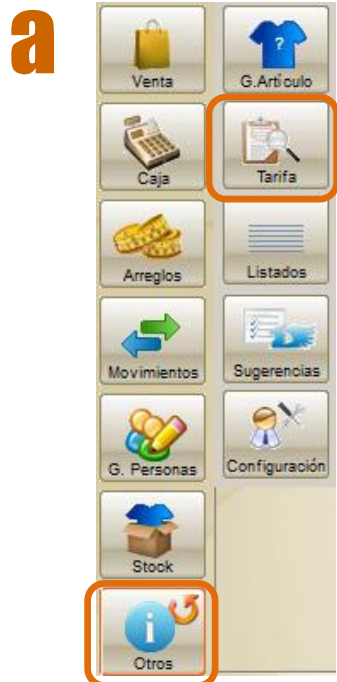 a
Venta
G.Artículo
Caja
Tarifa
Arreglos
Listados
Movimientos
Sugerencias
G. Personas
Configuración
Stock
Otros